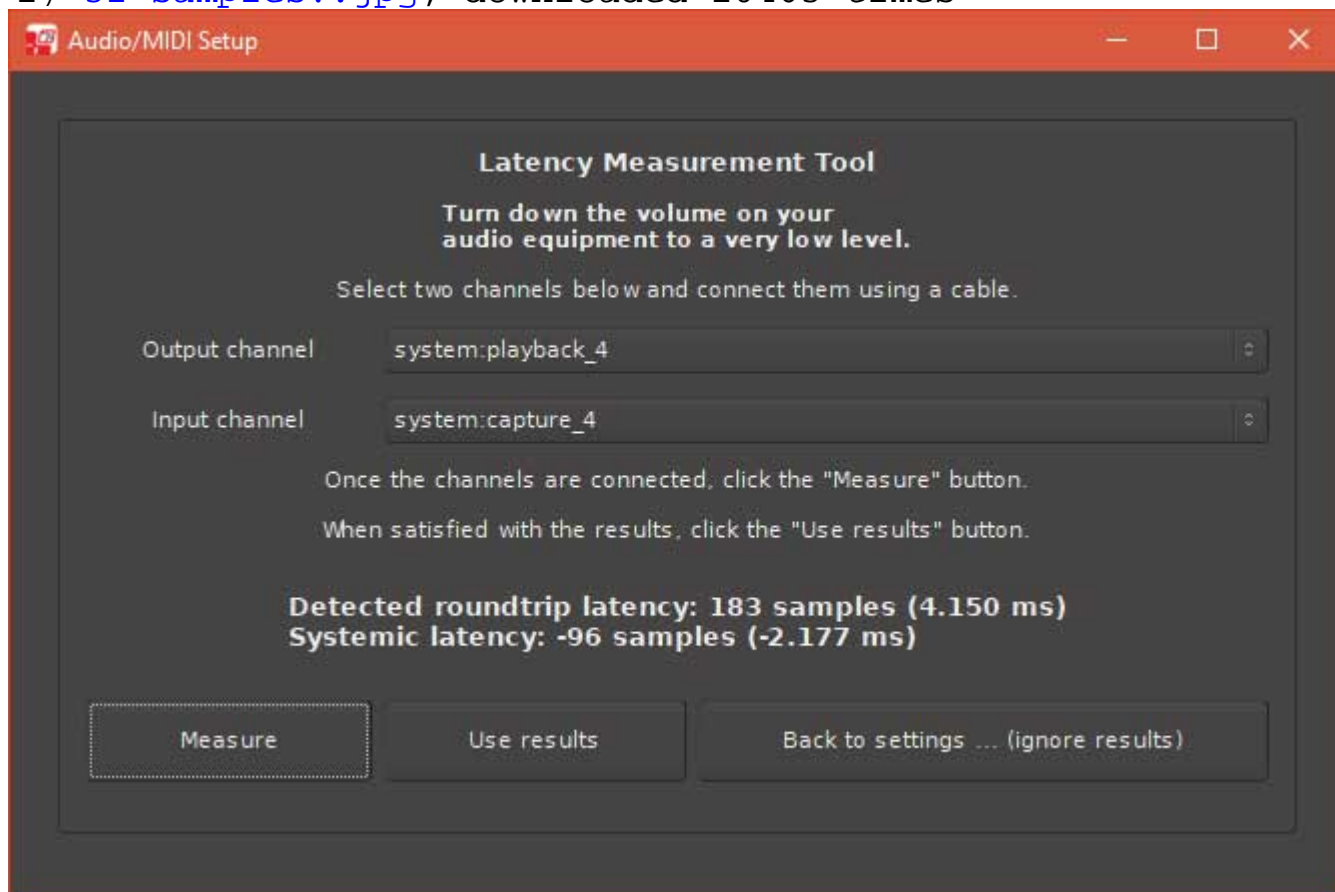 Audio/MIDI Setup
Latency Measurement Tool
Turn down the volume on your
audio equipment to a very low level.
Select two channels below and connect them using a cable.
Output channel system:playback_4
Input channel system:capture_4
Once the channels are connected, click the "Measure" button.
When satisfied with the results, click the "Use results" button.
Detected roundtrip latency: 183 samples (4.150 ms)
Systemic latency: -96 samples (-2.177 ms)
Measure Use results Back to settings ... (ignore results)